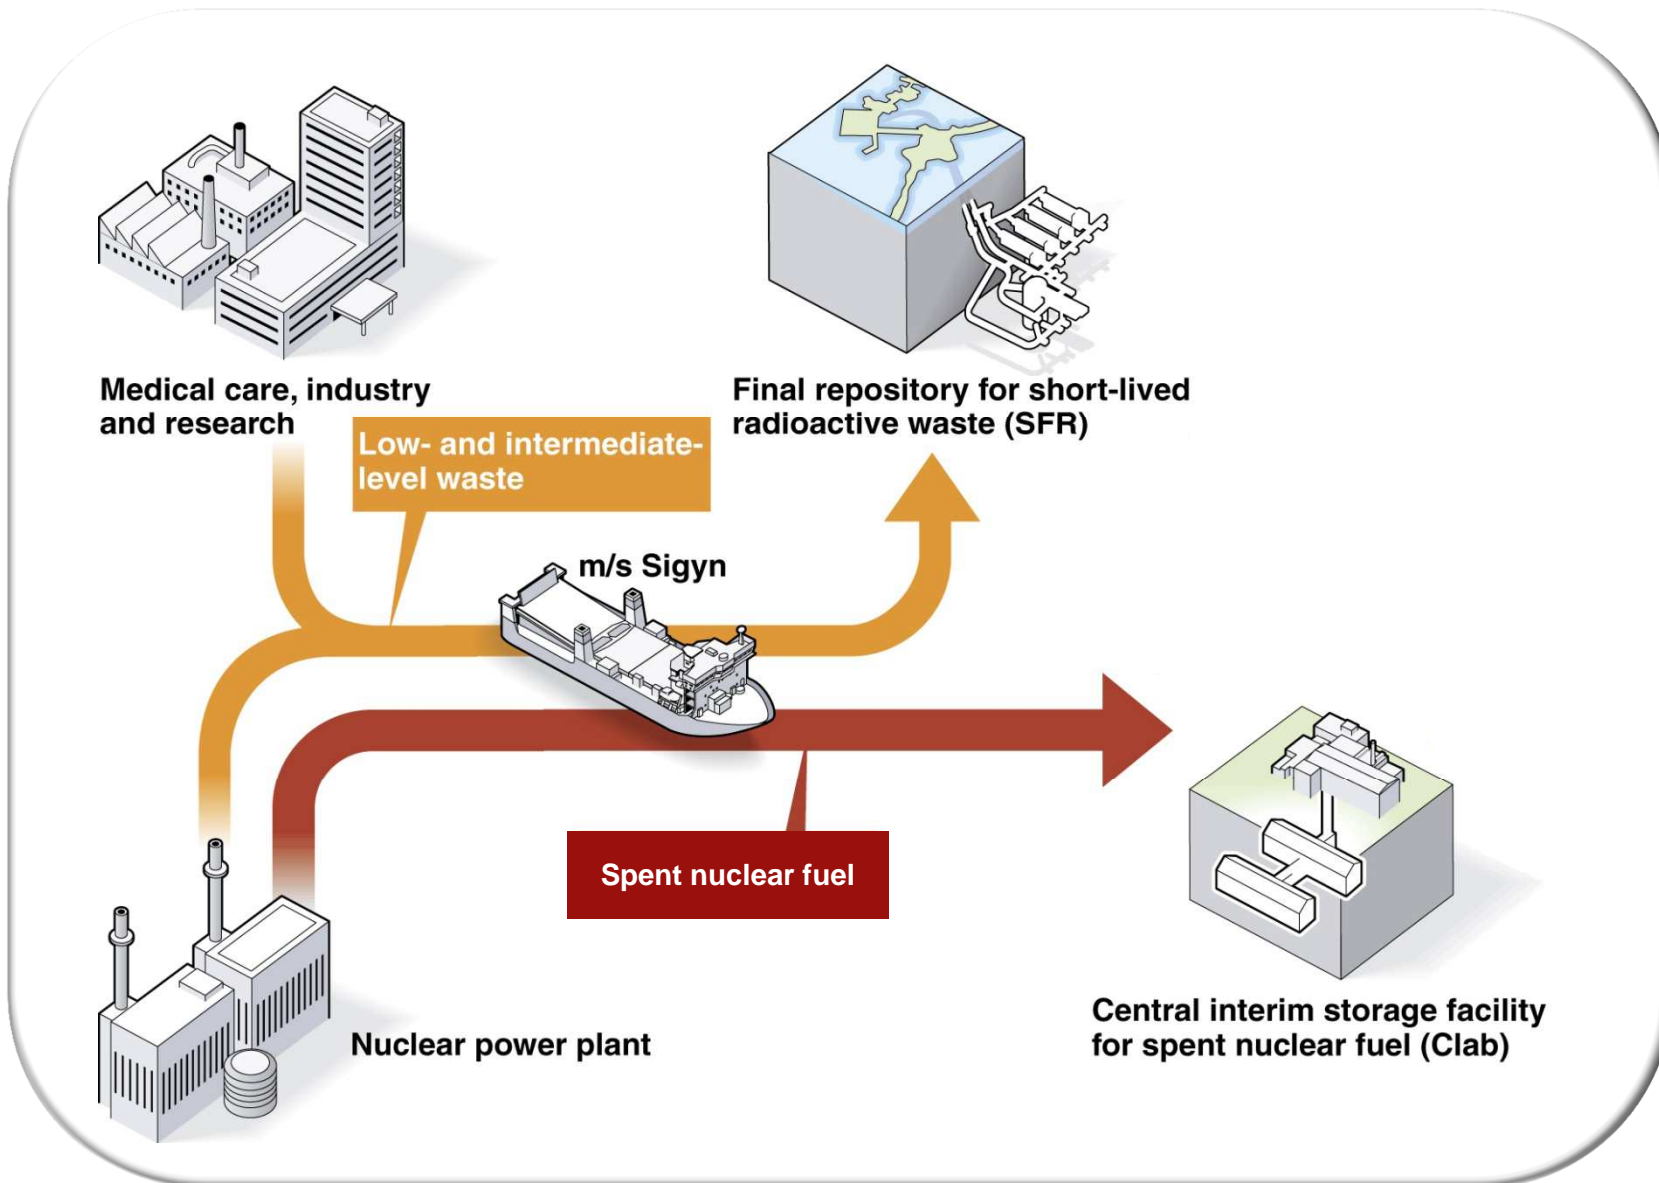 Medical care, industry
and research
Final repository for short-lived
radioactive waste (SFR)
Low- and intermediate-
level waste
m/s Sigyn
Spent nuclear fuel
Nuclear power plant
Central interim storage facility
for spent nuclear fuel (Clab)